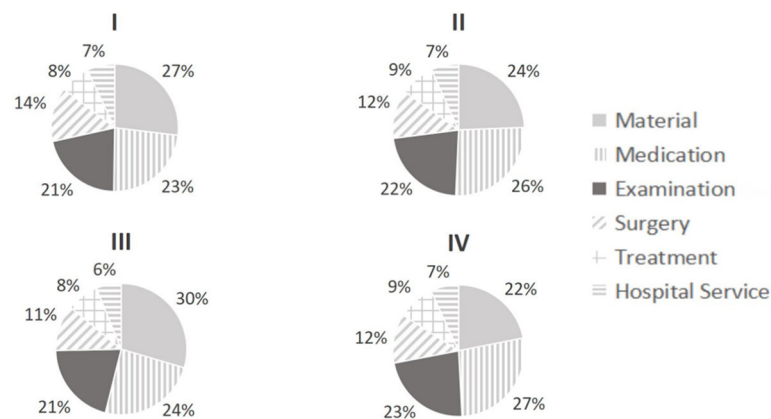 I
7%
8%
27%
14%
21%
23%
II
7%
9%
24%
12%
22%
26%
III
6%
8%
30%
11%
21%
24%
IV
7%
9%
22%
12%
23%
27%
Material
Medication
Examination
Surgery
Treatment
Hospital Service